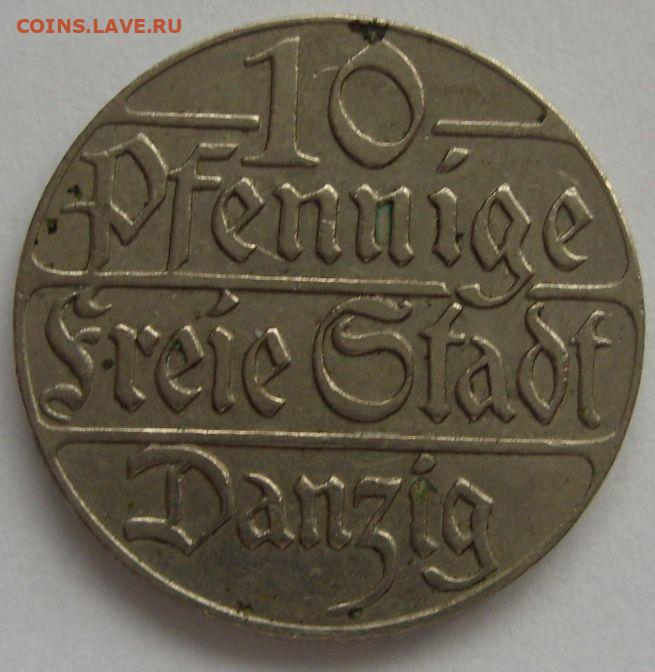 COINS.LAVE.RU
10
Pfennige
Freie Stadt
Danzig